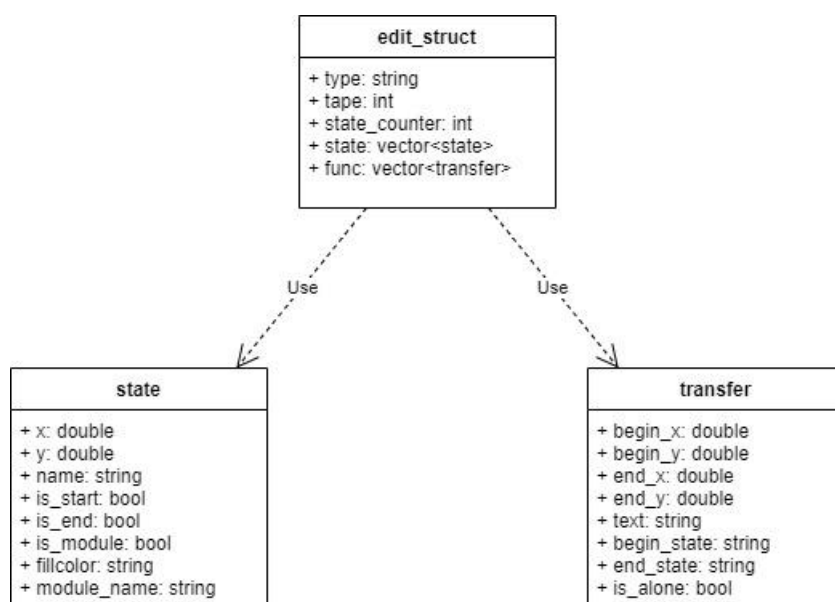 edit_struct
+ type: string
+ tape: int
+ state_counter: int
+ state: vector<state>
+ func: vector<transfer>
Use
Use
state
+ x: double
+ y: double
+ name: string
+ is_start: bool
+ is_end: bool
+ is_module: bool
+ fillcolor: string
+ module_name: string
transfer
+ begin_x: double
+ begin_y: double
+ end_x: double
+ end_y: double
+ text: string
+ begin_state: string
+ end_state: string
+ is_alone: bool